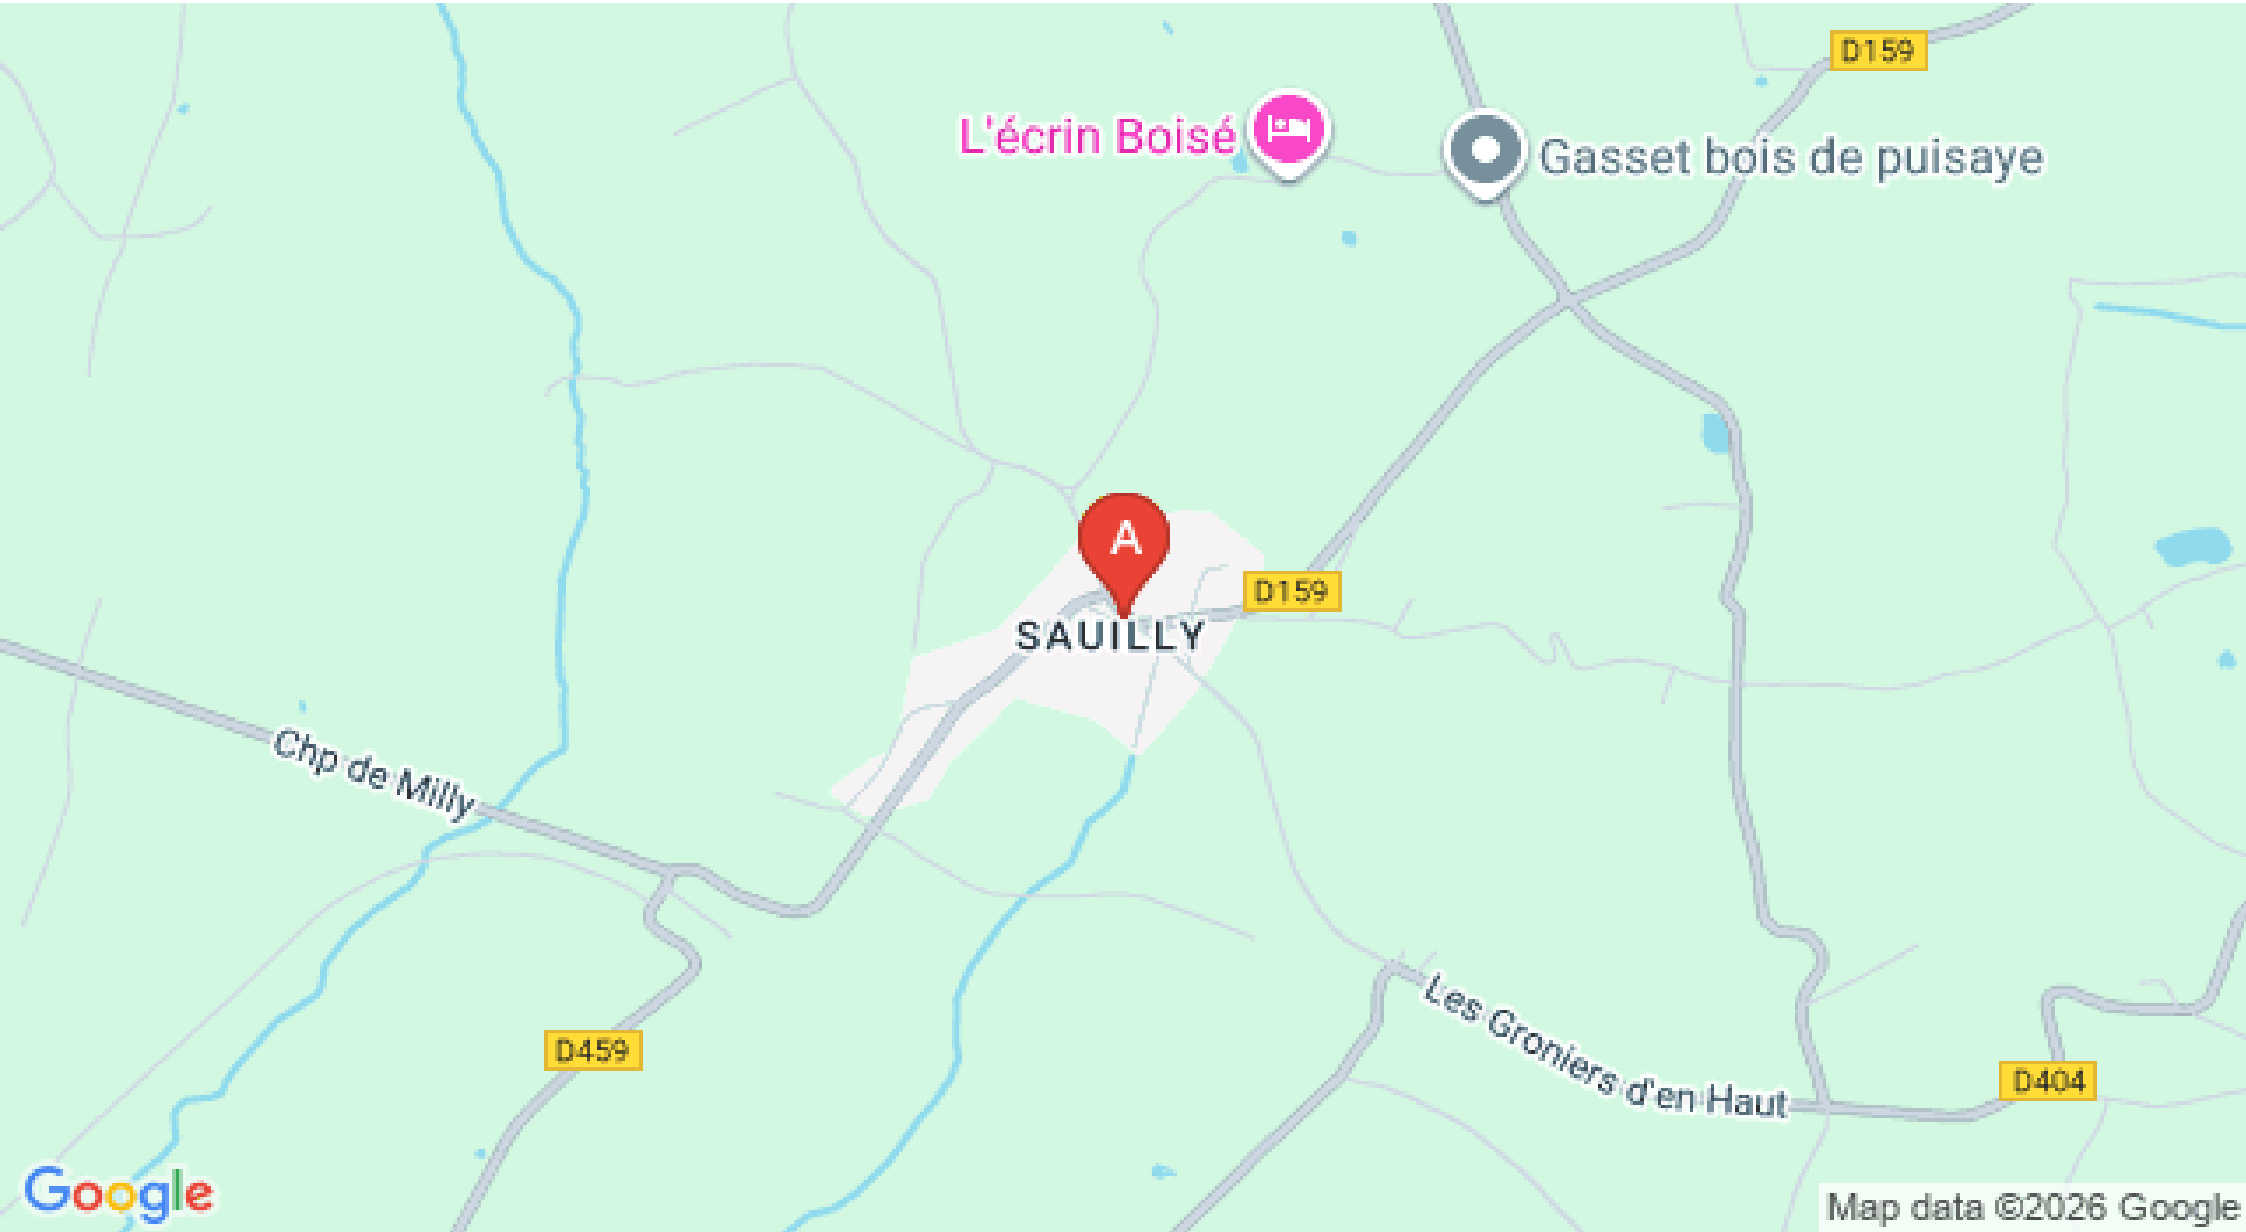 D159
L'écrin Boisé
Gasset bois de puisaye
A
D159
SAUILLY
Chp de Milly
Les Groniers d'en Haut
D459
D404
Google
Map data ©2026 Google